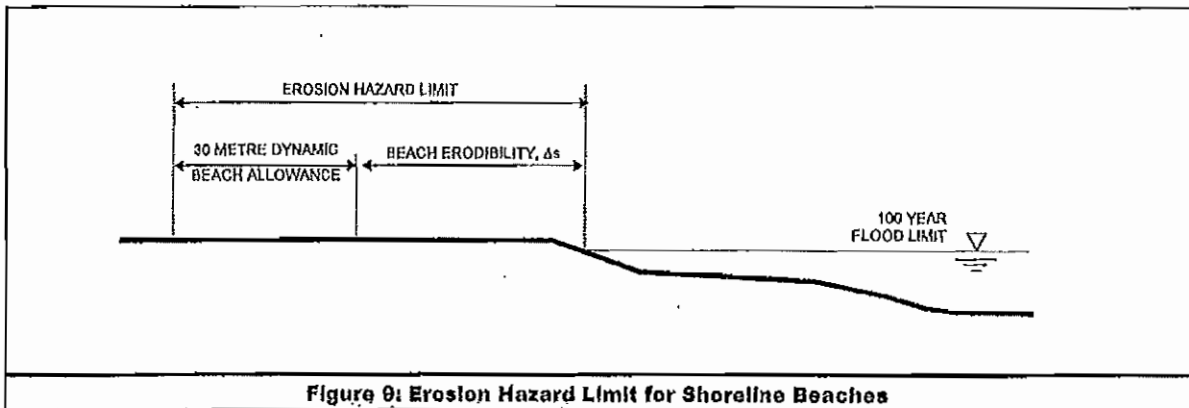 EROSION HAZARD LIMIT
30 METRE DYNAMIC
BEACH ALLOWANCE
BEACH ERODIBILITY, Δs
100 YEAR
FLOOD LIMIT
Figure 9: Erosion Hazard Limit for Shoreline Beaches